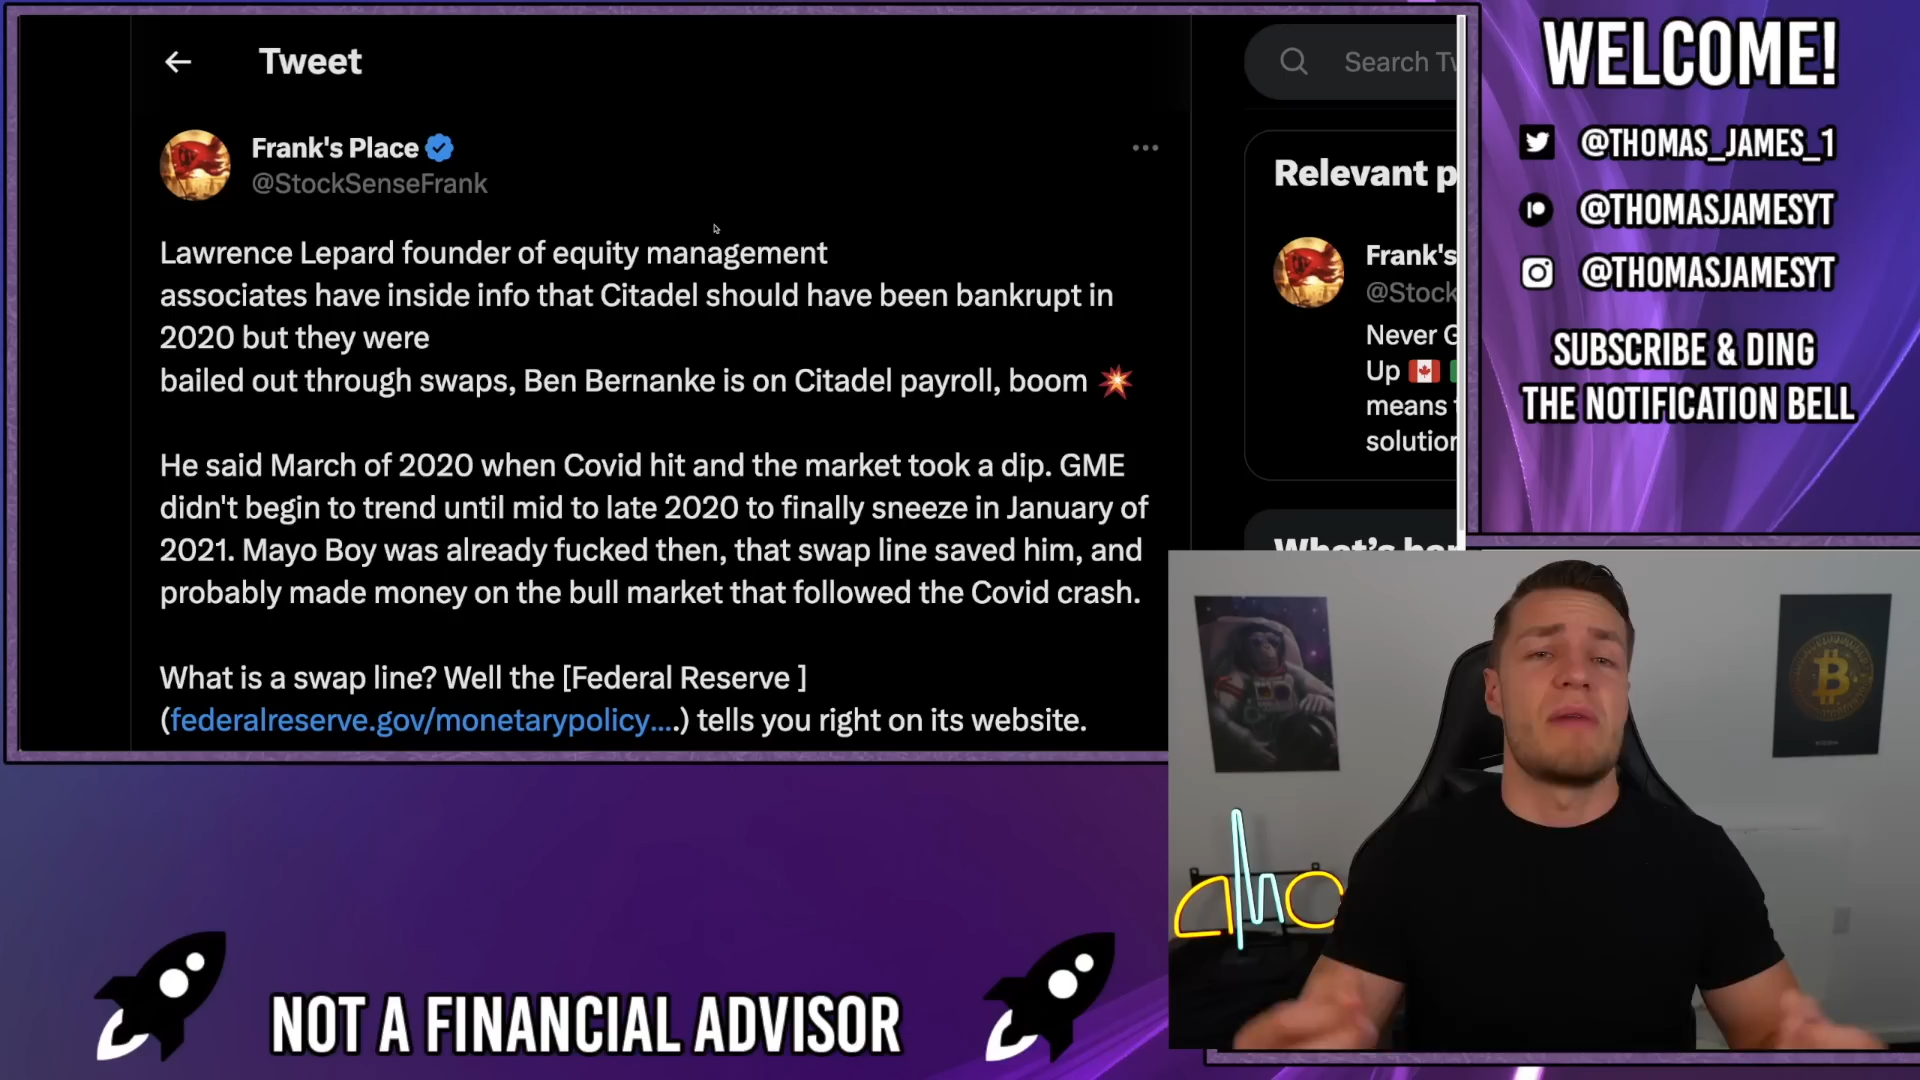 Tweet
Search Tw
Frank's Place
@StockSenseFrank
Lawrence Lepard founder of equity management
associates have inside info that Citadel should have been bankrupt in
2020 but they were
bailed out through swaps, Ben Bernanke is on Citadel payroll, boom 💥
He said March of 2020 when Covid hit and the market took a dip. GME
didn't begin to trend until mid to late 2020 to finally sneeze in January of
2021. Mayo Boy was already fucked then, that swap line saved him, and
probably made money on the bull market that followed the Covid crash.
What is a swap line? Well the [Federal Reserve ]
(federalreserve.gov/monetarypolicy....) tells you right on its website.
Relevant p
Frank's
@Stock
Never G
Up 🇨🇦
means t
solution
What's hap
WELCOME!
@THOMAS_JAMES_1
@THOMASJAMESYT
@THOMASJAMESYT
SUBSCRIBE & DING
THE NOTIFICATION BELL
NOT A FINANCIAL ADVISOR